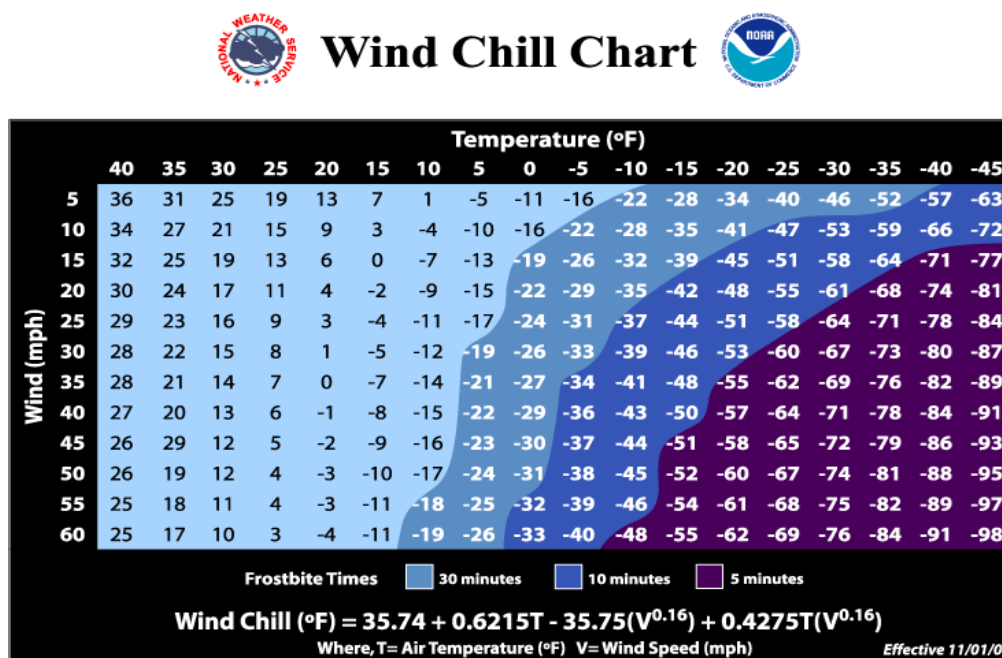 NATIONAL WEATHER SERVICE
Wind Chill Chart
NATIONAL OCEANIC AND ATMOSPHERIC ADMINISTRATION
NOAA
U.S. DEPARTMENT OF COMMERCE
Temperature (ºF)
40 35 30 25 20 15 10 5 0 -5 -10 -15 -20 -25 -30 -35 -40 -45
Wind (mph)
5 36 31 25 19 13 7 1 -5 -11 -16 -22 -28 -34 -40 -46 -52 -57 -63
10 34 27 21 15 9 3 -4 -10 -16 -22 -28 -35 -41 -47 -53 -59 -66 -72
15 32 25 19 13 6 0 -7 -13 -19 -26 -32 -39 -45 -51 -58 -64 -71 -77
20 30 24 17 11 4 -2 -9 -15 -22 -29 -35 -42 -48 -55 -61 -68 -74 -81
25 29 23 16 9 3 -4 -11 -17 -24 -31 -37 -44 -51 -58 -64 -71 -78 -84
30 28 22 15 8 1 -5 -12 -19 -26 -33 -39 -46 -53 -60 -67 -73 -80 -87
35 28 21 14 7 0 -7 -14 -21 -27 -34 -41 -48 -55 -62 -69 -76 -82 -89
40 27 20 13 6 -1 -8 -15 -22 -29 -36 -43 -50 -57 -64 -71 -78 -84 -91
45 26 29 12 5 -2 -9 -16 -23 -30 -37 -44 -51 -58 -65 -72 -79 -86 -93
50 26 19 12 4 -3 -10 -17 -24 -31 -38 -45 -52 -60 -67 -74 -81 -88 -95
55 25 18 11 4 -3 -11 -18 -25 -32 -39 -46 -54 -61 -68 -75 -82 -89 -97
60 25 17 10 3 -4 -11 -19 -26 -33 -40 -48 -55 -62 -69 -76 -84 -91 -98
Frostbite Times 30 minutes 10 minutes 5 minutes
Wind Chill (ºF) = 35.74 + 0.6215T - 35.75(V^0.16) + 0.4275T(V^0.16)
Where, T= Air Temperature (ºF) V= Wind Speed (mph)
Effective 11/01/0